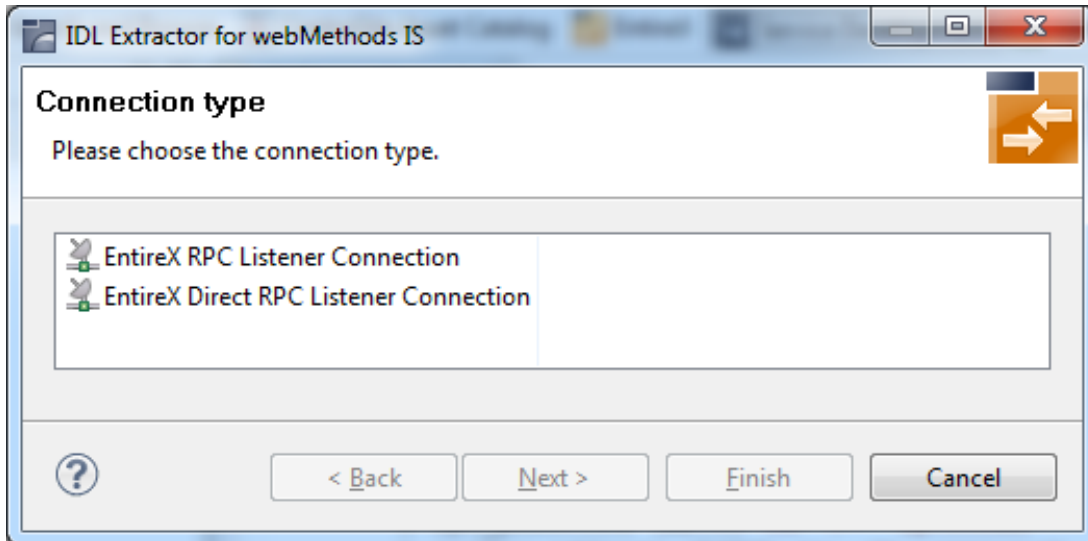 IDL Extractor for webMethods IS
Connection type
Please choose the connection type.
EntireX RPC Listener Connection
EntireX Direct RPC Listener Connection
< Back
Next >
Finish
Cancel